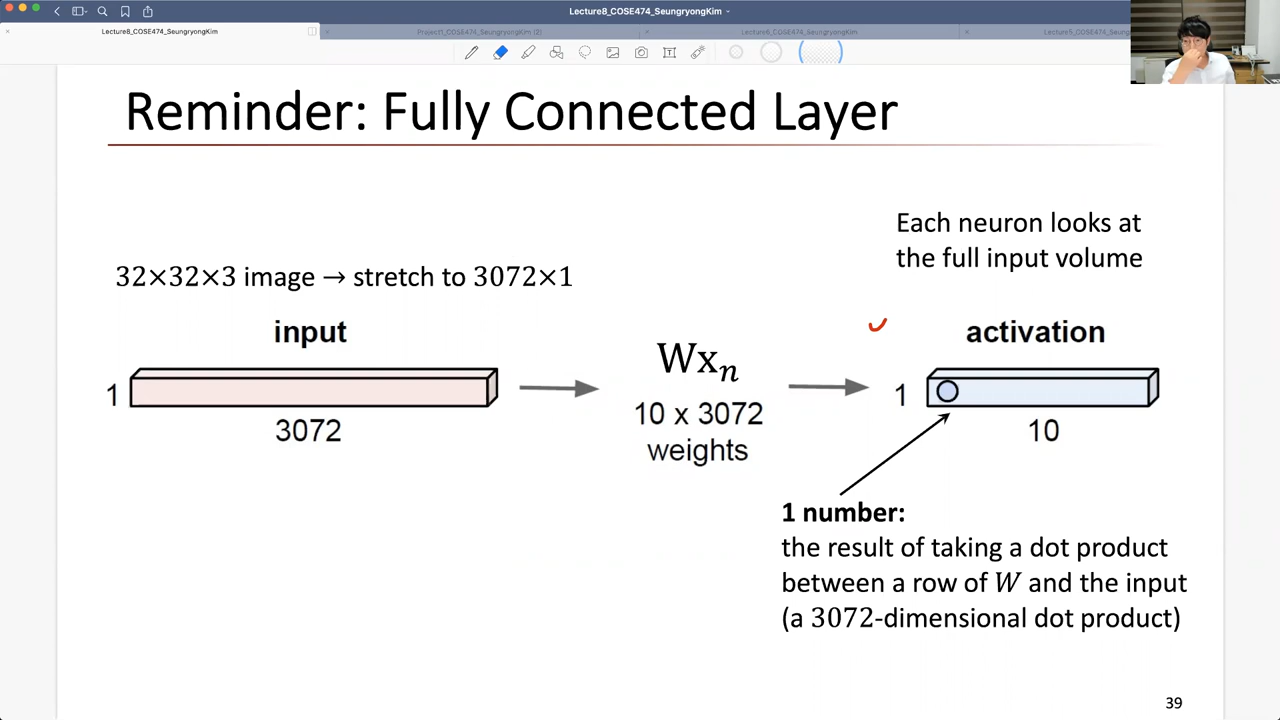 Lecture8_COSE474_SeungryongKim
Lecture8_COSE474_SeungryongKim
Project1_COSE474_SeungryongKim (2)
Lecture6_COSE474_SeungryongKim
Lecture5_COSE474_Seungryong
Reminder: Fully Connected Layer
Each neuron looks at
the full input volume
32×32×3 image → stretch to 3072×1
input
activation
Wxₙ
1
1
10 x 3072
3072
10
weights
1 number:
the result of taking a dot product
between a row of W and the input
(a 3072-dimensional dot product)
39